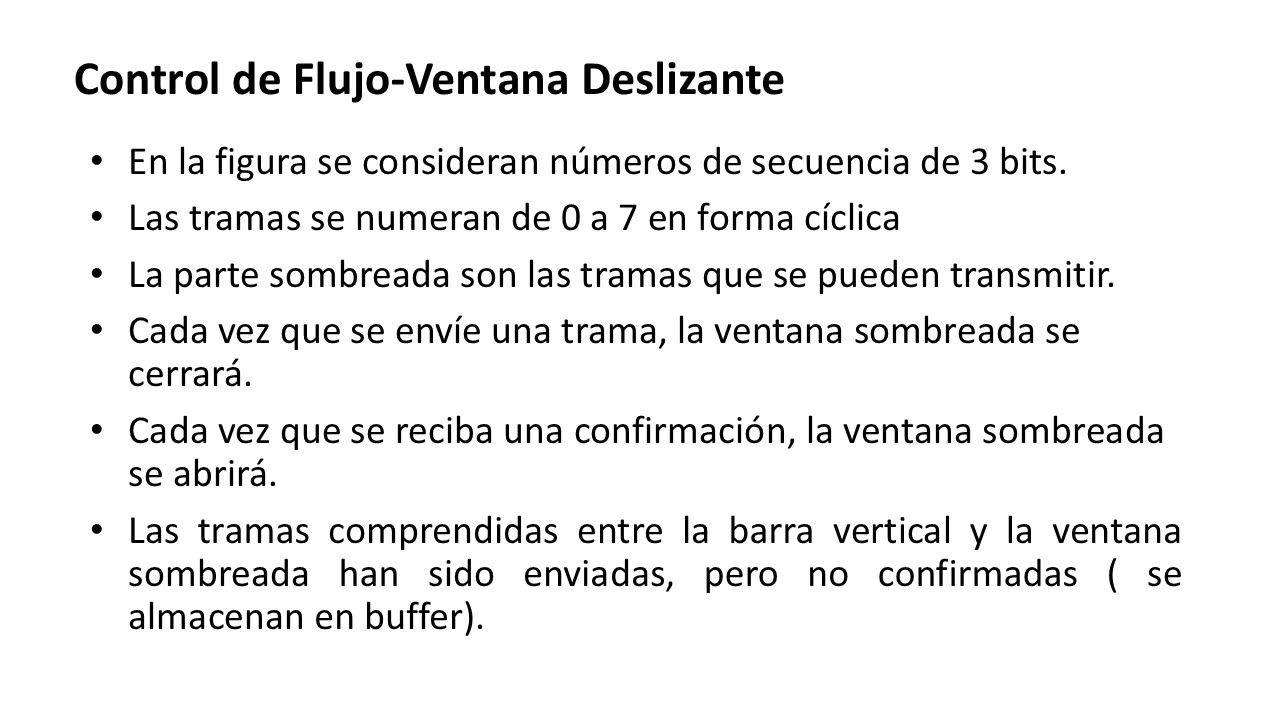 Control de Flujo-Ventana Deslizante
• En la figura se consideran números de secuencia de 3 bits.
• Las tramas se numeran de 0 a 7 en forma cíclica
• La parte sombreada son las tramas que se pueden transmitir.
• Cada vez que se envíe una trama, la ventana sombreada se
cerrará.
• Cada vez que se reciba una confirmación, la ventana sombreada
se abrirá.
• Las tramas comprendidas entre la barra vertical y la ventana
sombreada han sido enviadas, pero no confirmadas ( se
almacenan en buffer).